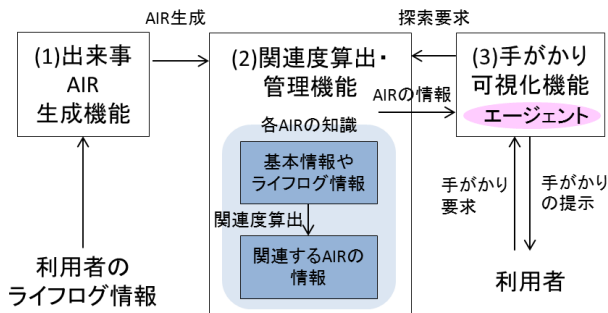 AIR生成
探索要求
(1)出来事
AIR
生成機能
(2)関連度算出・
管理機能
(3)手がかり
可視化機能
エージェント
AIRの情報
各AIRの知識
基本情報や
ライフログ情報
関連度算出
関連するAIRの
情報
手がかり
要求
手がかり
の提示
利用者の
ライフログ情報
利用者